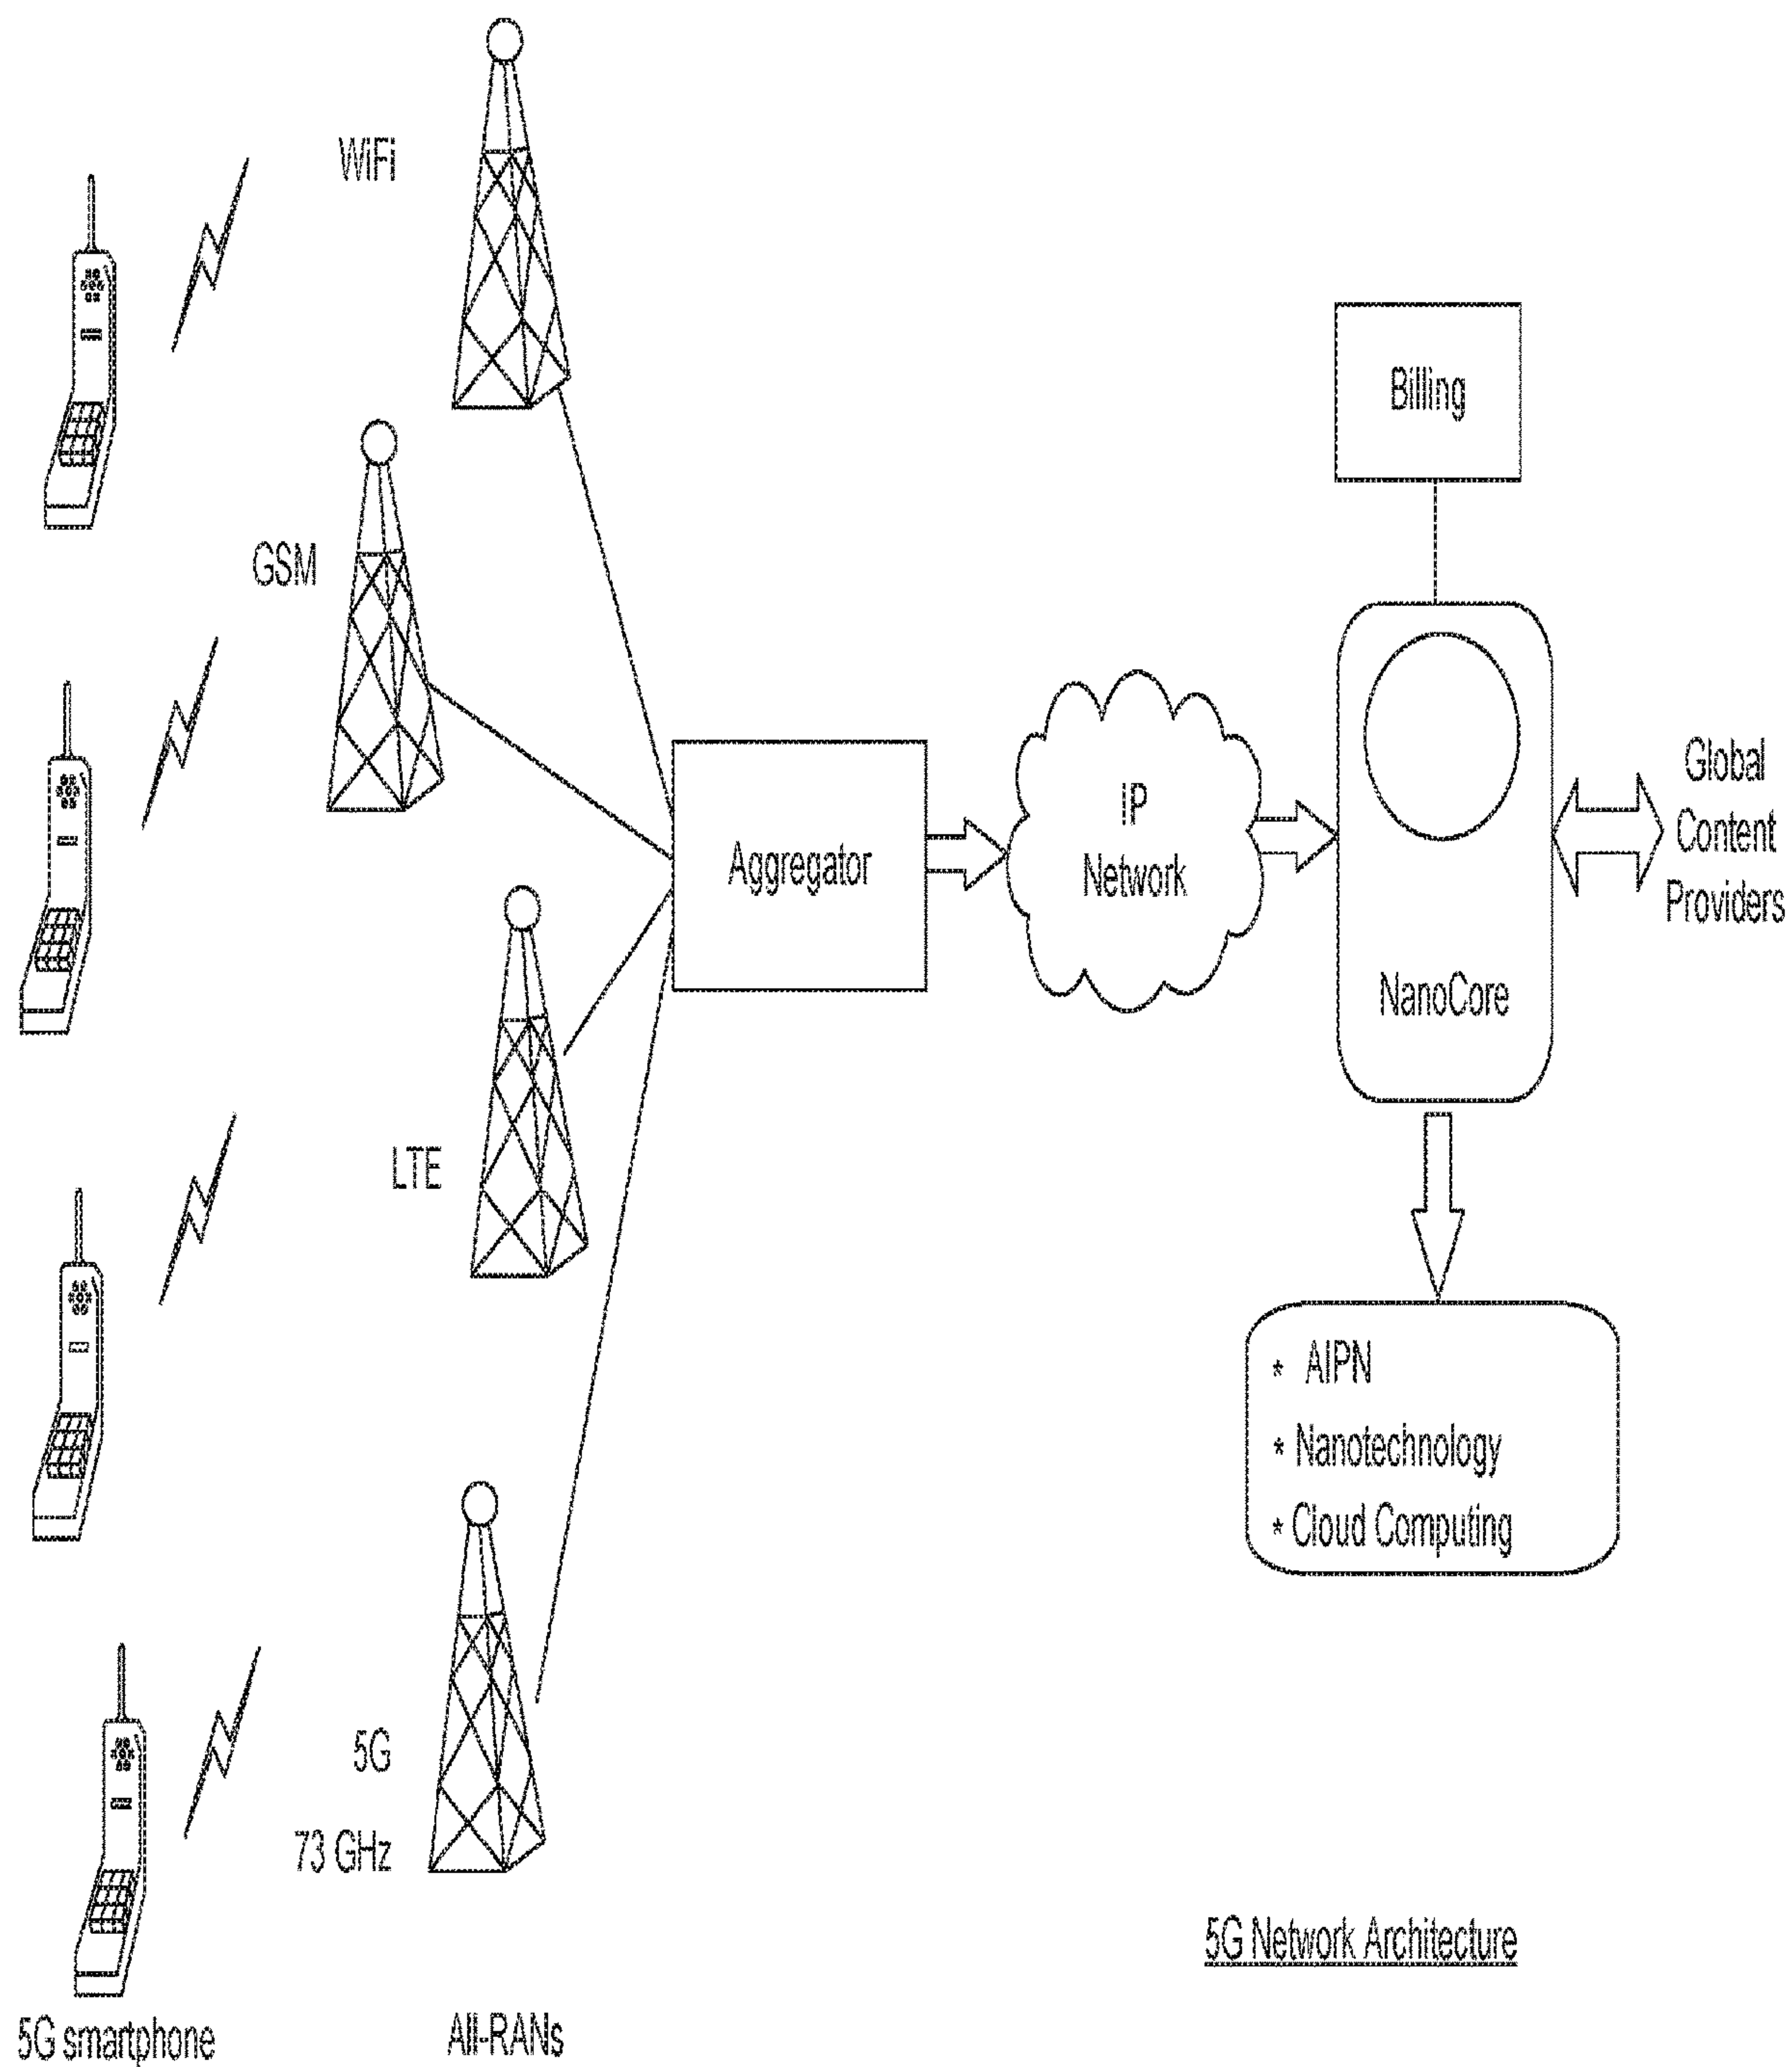 WiFi
GSM
LTE
5G
73 GHz
5G smartphone
All-RANs
Aggregator
IP
Network
Billing
NanoCore
Global
Content
Providers
* AIPN
* Nanotechnology
* Cloud Computing
5G Network Architecture